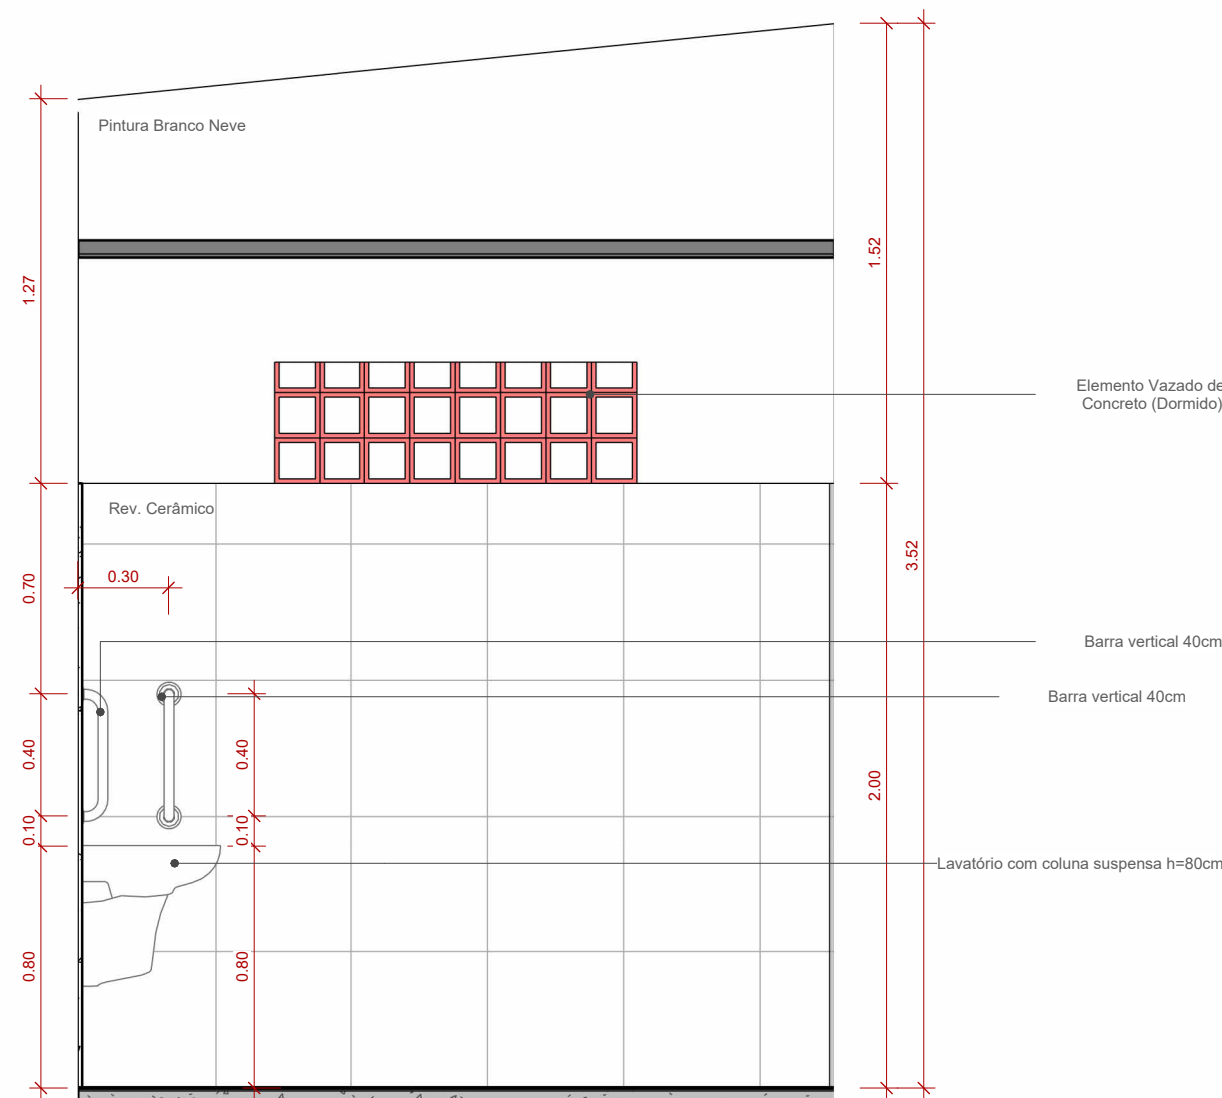 Pintura Branco Neve
1.52
1.27
Elemento Vazado de
Concreto (Dormido)
Rev. Cerâmico
3.52
0.30
0.70
Barra vertical 40cm
Barra vertical 40cm
0.40
0.40
2.00
0.10
0.10
Lavatório com coluna suspensa h=80cm
0.80
0.80